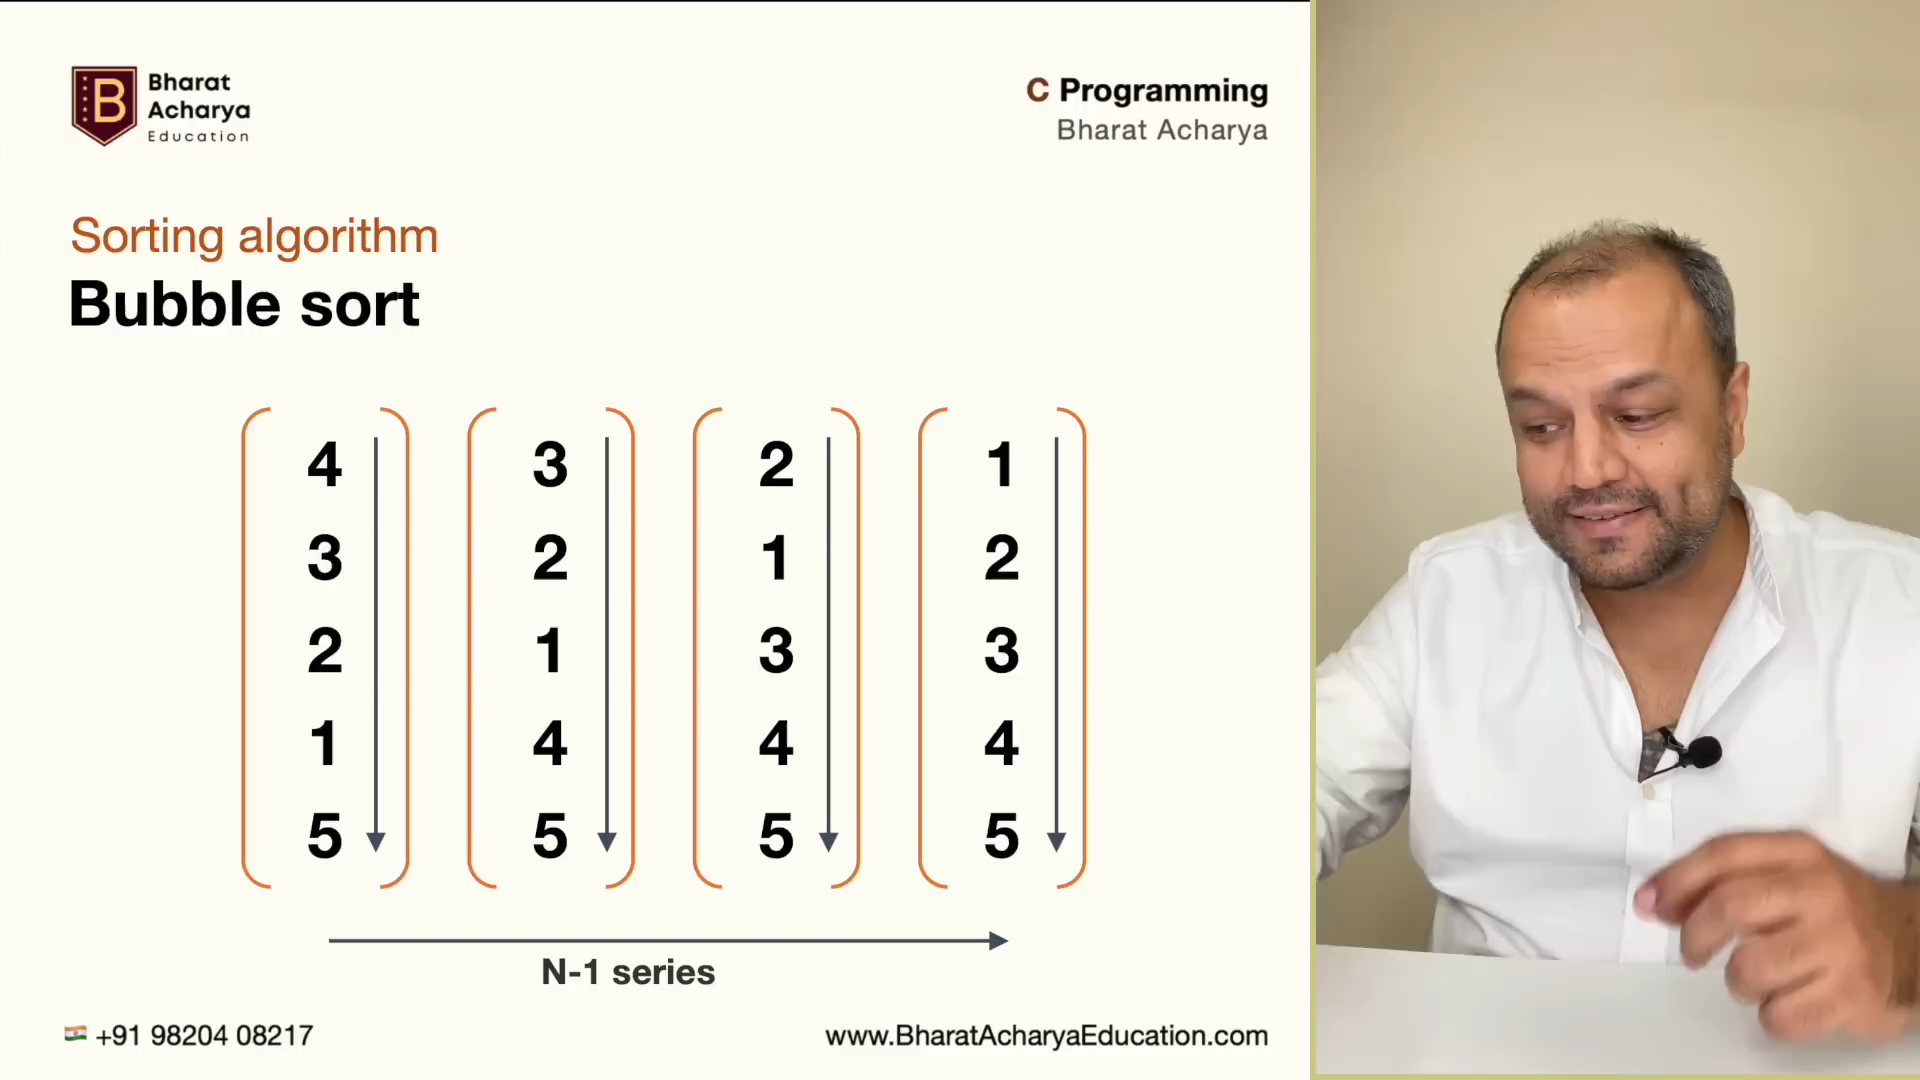 B
Bharat
Acharya
Education
C Programming
Bharat Acharya
Sorting algorithm
Bubble sort
4 3 2 1
3 2 1 2
2 1 3 3
1 4 4 4
5 5 5 5
N-1 series
+91 98204 08217
www.BharatAcharyaEducation.com